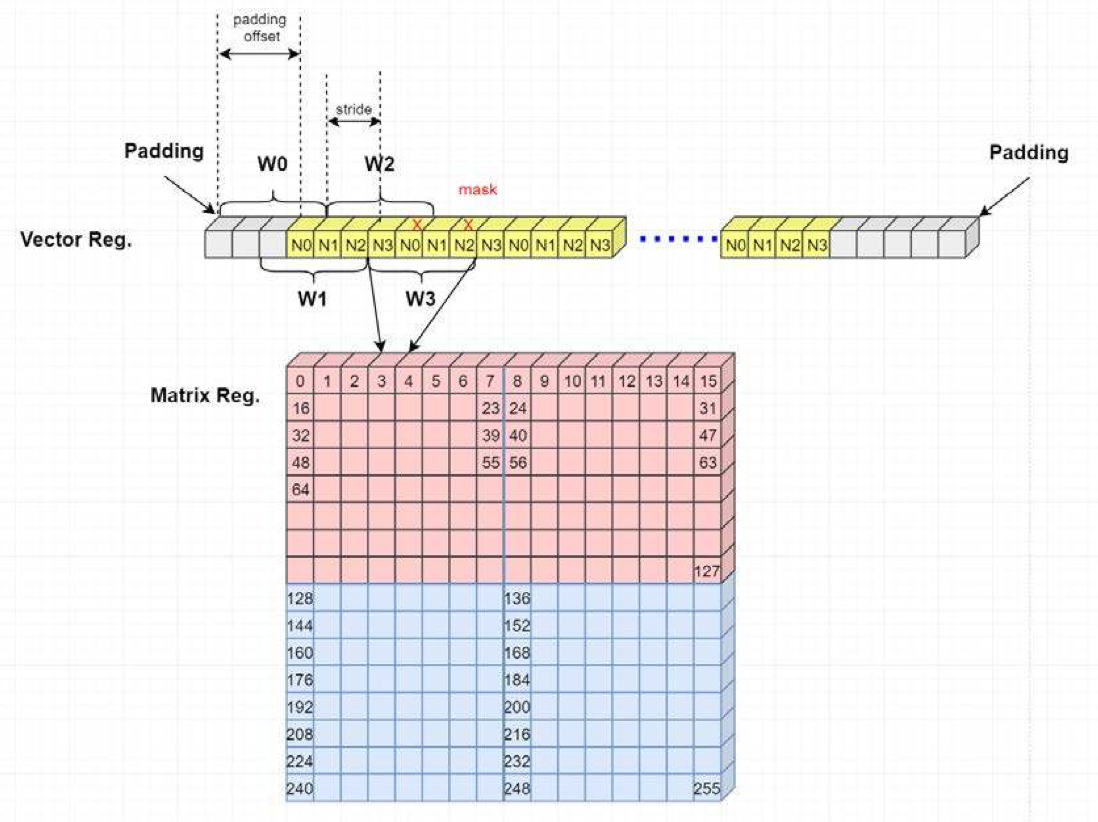 padding
offset
stride
Padding
W0
W2
mask
Padding
X X
Vector Reg.
N0 N1 N2 N3 N0 N1 N2 N3 N0 N1 N2 N3
N0 N1 N2 N3
W1
W3
Matrix Reg.
0 1 2 3 4 5 6 7 8 9 10 11 12 13 14 15
16 23 24 31
32 39 40 47
48 55 56 63
64
127
128 136
144 152
160 168
176 184
192 200
208 216
224 232
240 248 255